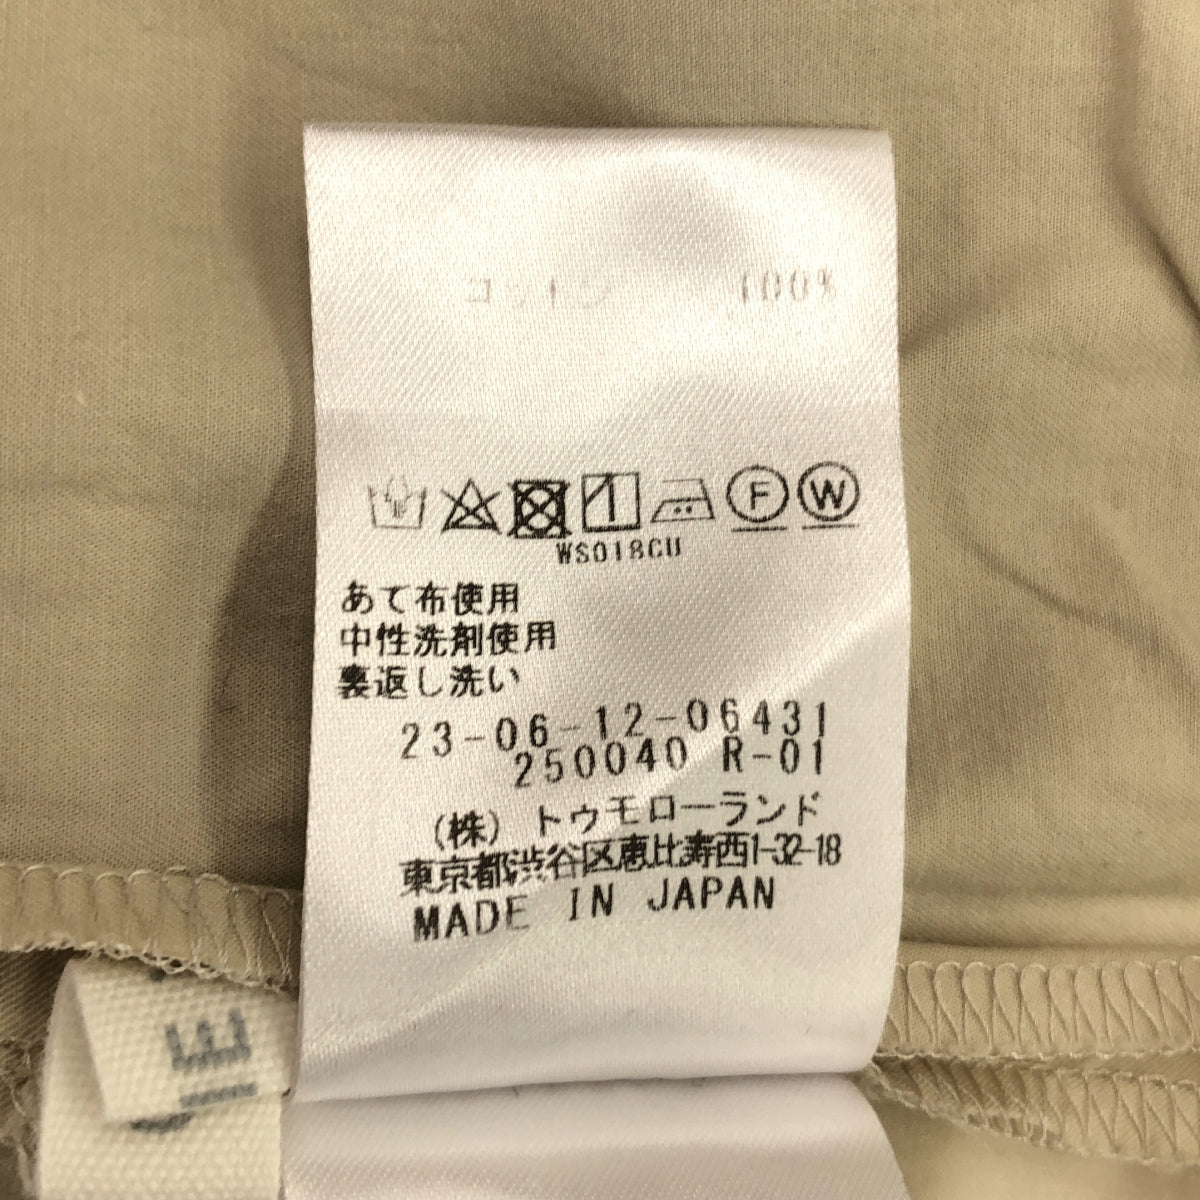 コットン 100%
F W
WS018CU
あて布使用
中性洗剤使用
裏返し洗い
23-06-12-06431
250040 R-01
(株) トゥモローランド
東京都渋谷区恵比寿西1-32-18
MADE IN JAPAN